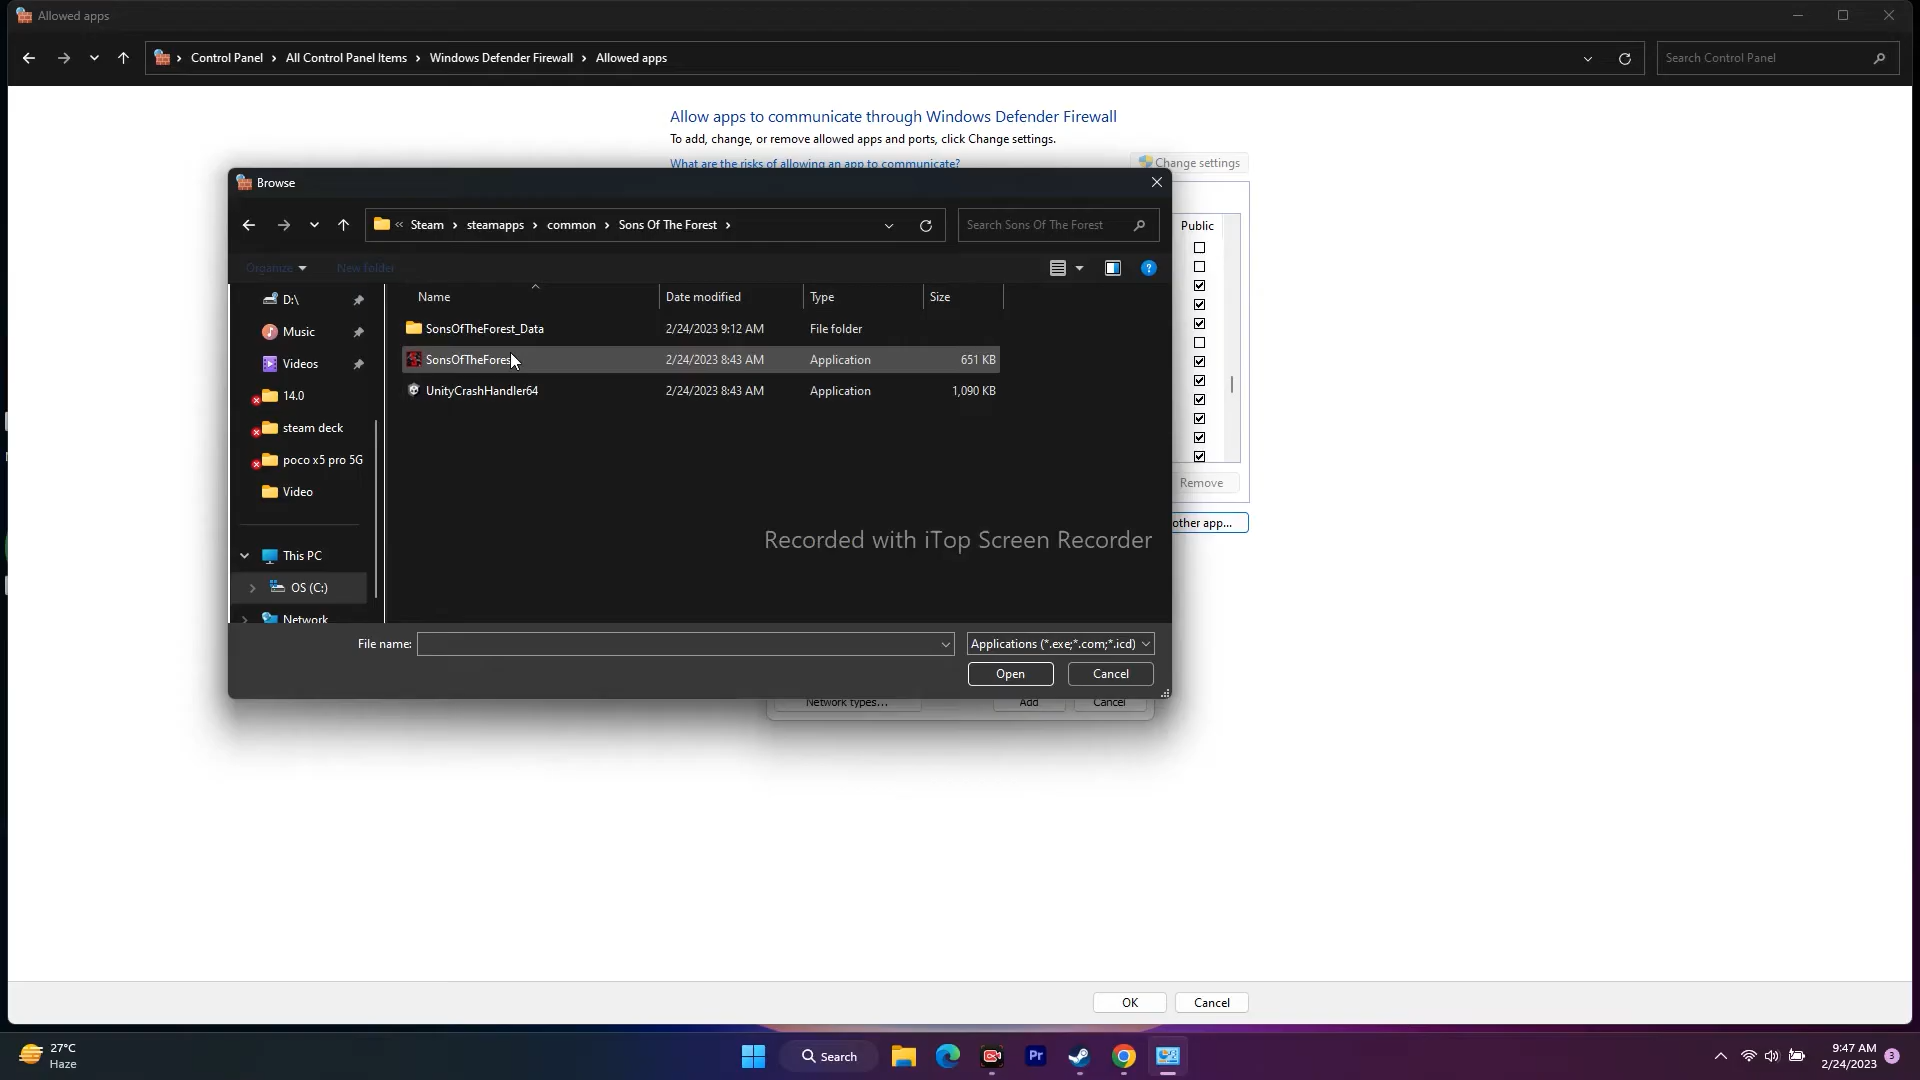 Allowed apps
Control Panel > All Control Panel Items > Windows Defender Firewall > Allowed apps
Search Control Panel
Allow apps to communicate through Windows Defender Firewall
To add, change, or remove allowed apps and ports, click Change settings.
What are the risks of allowing an app to communicate?
Change settings
Browse
« Steam > steamapps > common > Sons Of The Forest >
Search Sons Of The Forest
Public
Organize
New folder
Name
Date modified
Type
Size
D:\
Music
Videos
14.0
steam deck
poco x5 pro 5G
Video
This PC
OS (C:)
Network
SonsOfTheForest_Data 2/24/2023 9:12 AM File folder
SonsOfTheFores 2/24/2023 8:43 AM Application 651 KB
UnityCrashHandler64 2/24/2023 8:43 AM Application 1,090 KB
Remove
other app...
Recorded with iTop Screen Recorder
File name:
Applications (*.exe;*.com;*.icd)
Open
Cancel
Network types...
Add
Cancel
OK
Cancel
27°C
Haze
Search
Pr
9:47 AM
2/24/2023
3